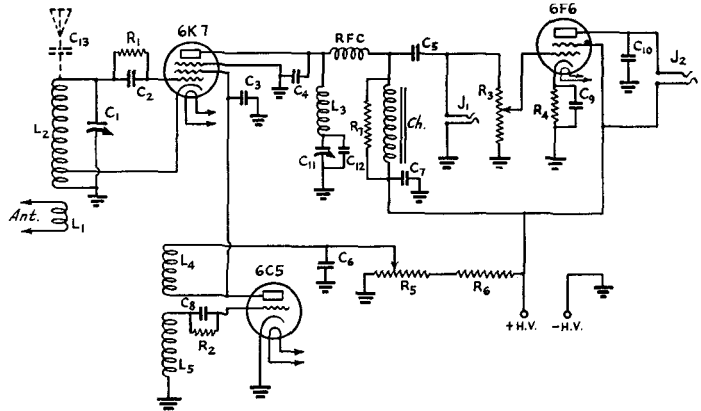 C13
R1
6K7
RFC
C5
6F6
C2
C3
C4
C10
J2
C1
L2
L3
R7
Ch.
J1
R3
R4
C9
C11
C12
C7
Ant.
L1
L4
C6
6C5
R5
R6
C8
R2
L5
+H.V.
-H.V.